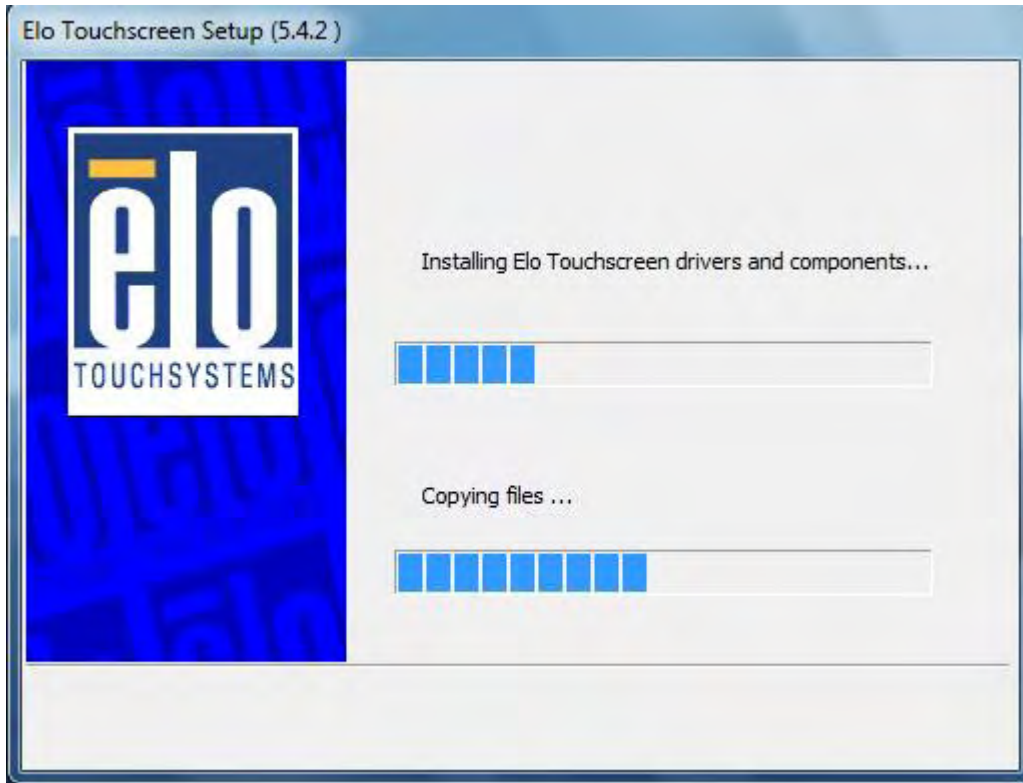 Elo Touchscreen Setup (5.4.2 )
ēlo
TOUCHSYSTEMS
Installing Elo Touchscreen drivers and components...
Copying files ...